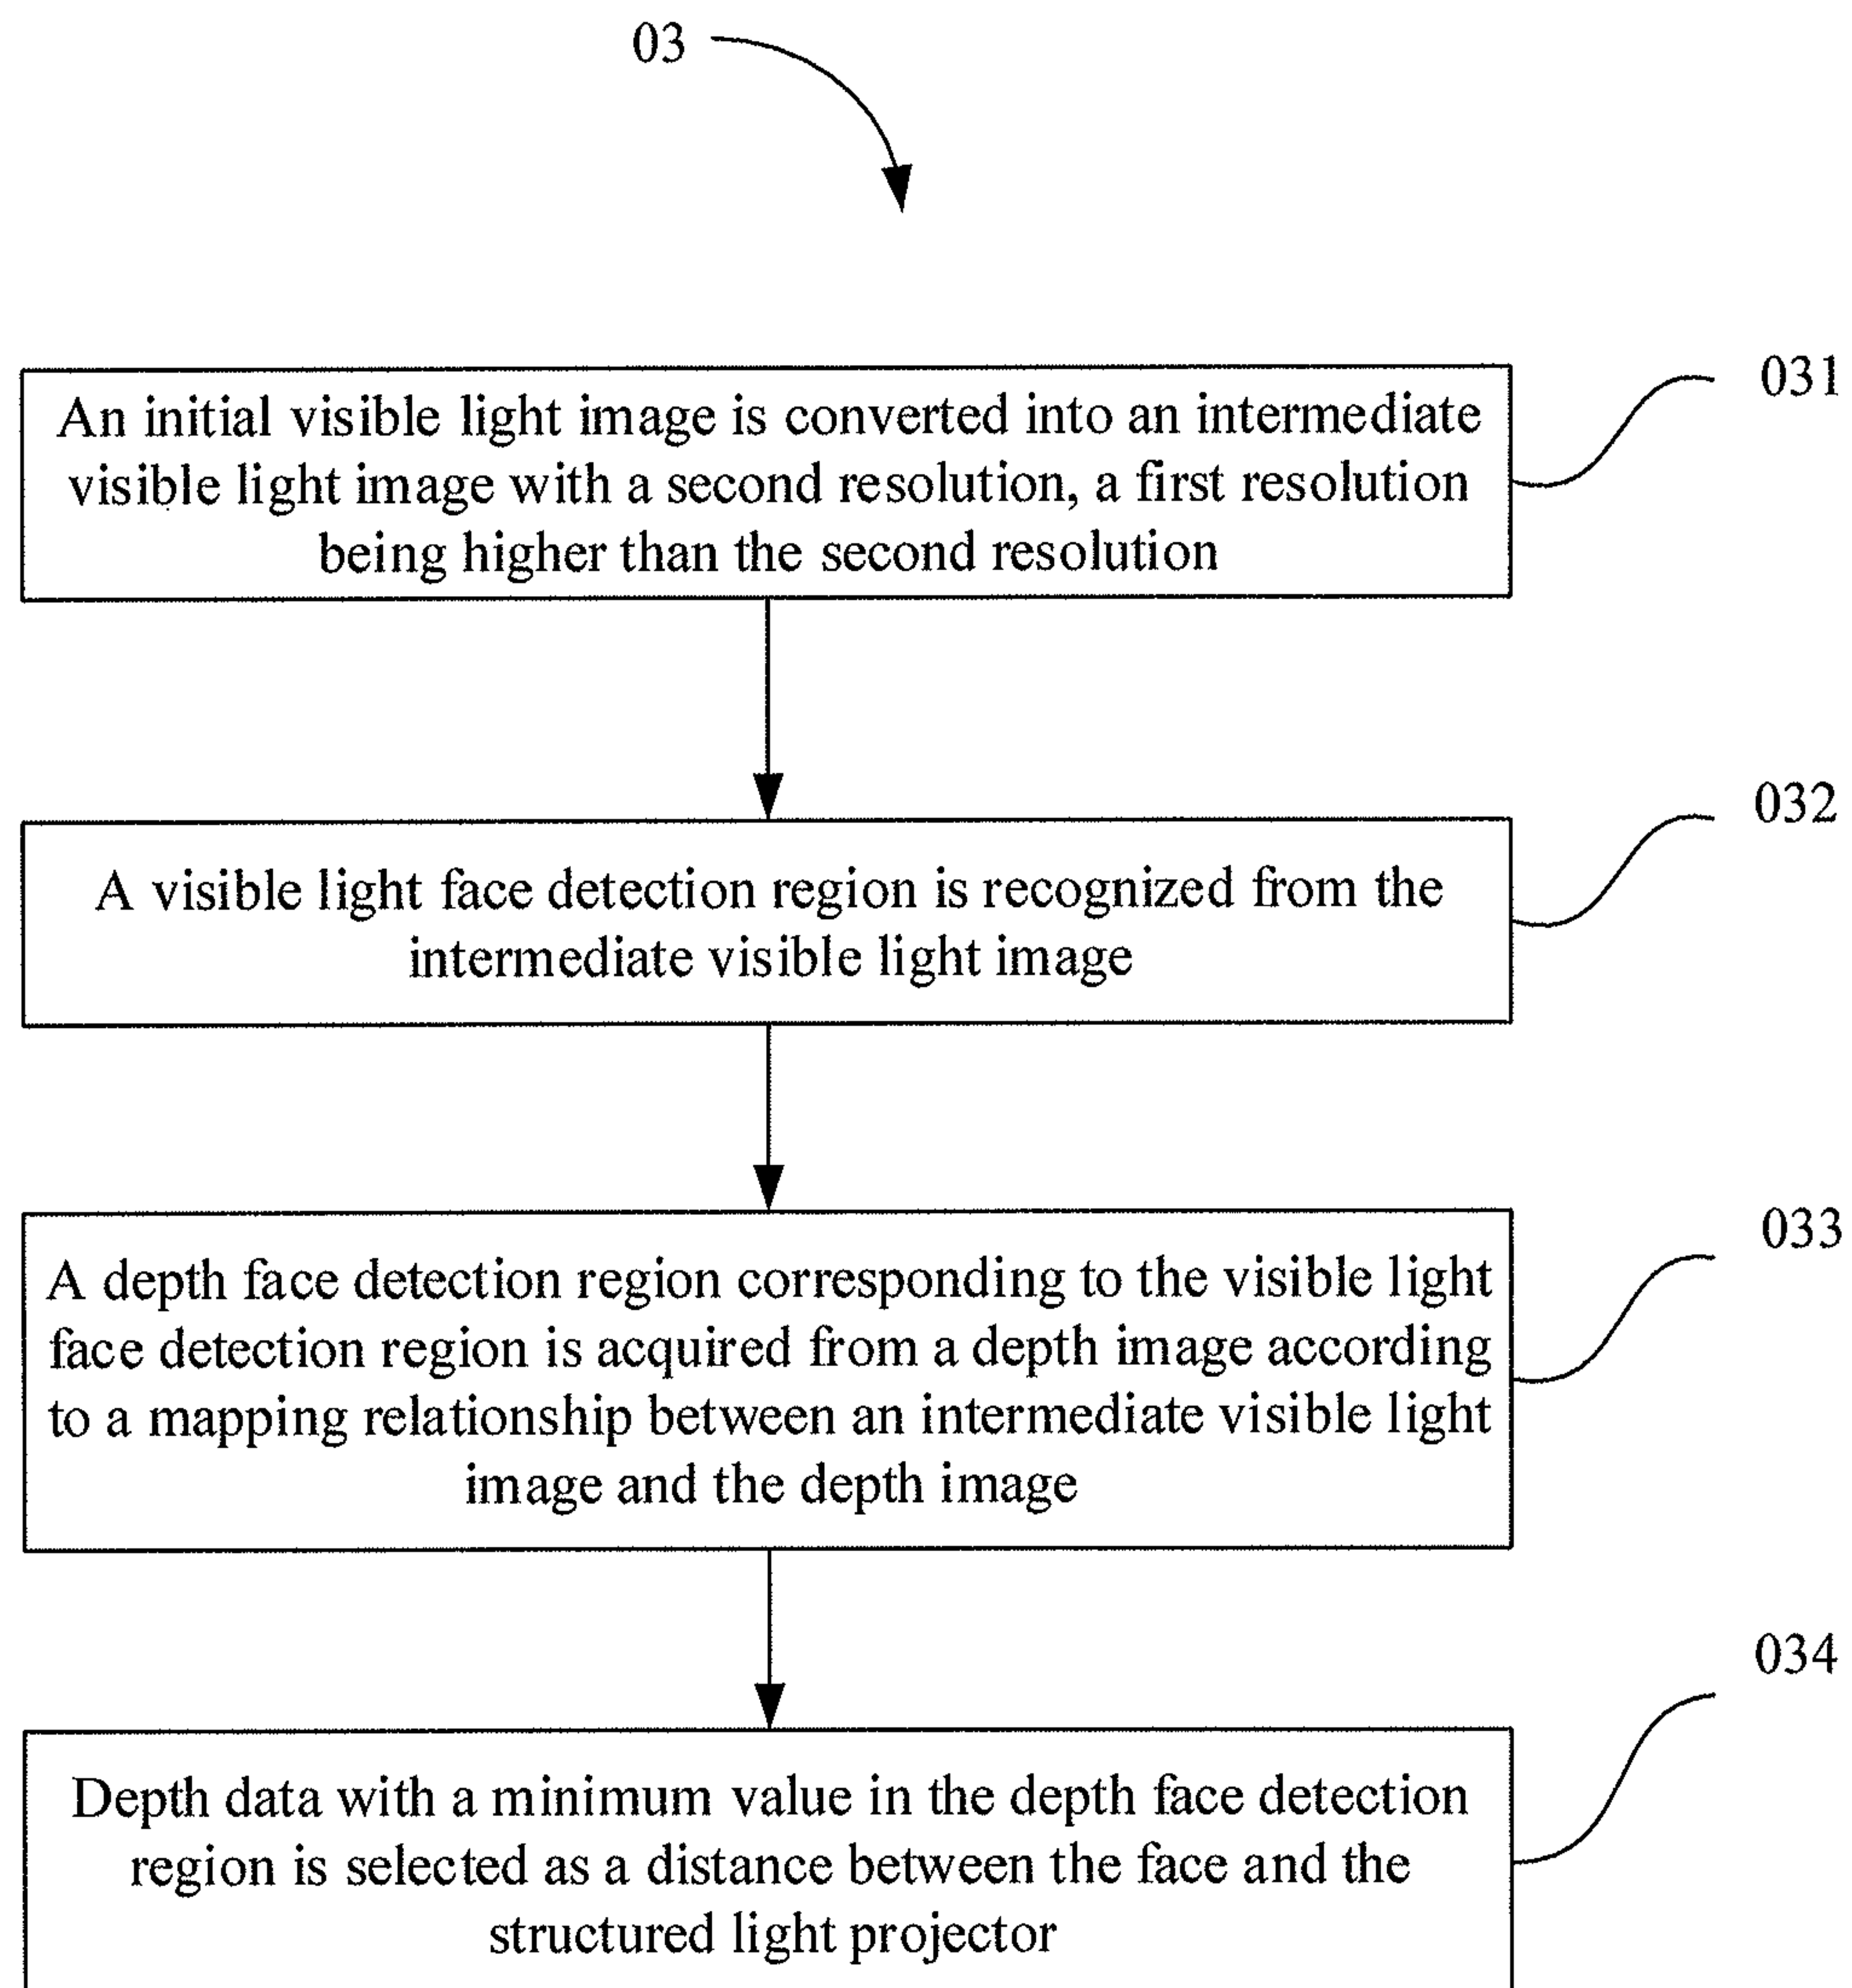 03
031
An initial visible light image is converted into an intermediate
visible light image with a second resolution, a first resolution
being higher than the second resolution
032
A visible light face detection region is recognized from the
intermediate visible light image
033
A depth face detection region corresponding to the visible light
face detection region is acquired from a depth image according
to a mapping relationship between an intermediate visible light
image and the depth image
034
Depth data with a minimum value in the depth face detection
region is selected as a distance between the face and the
structured light projector